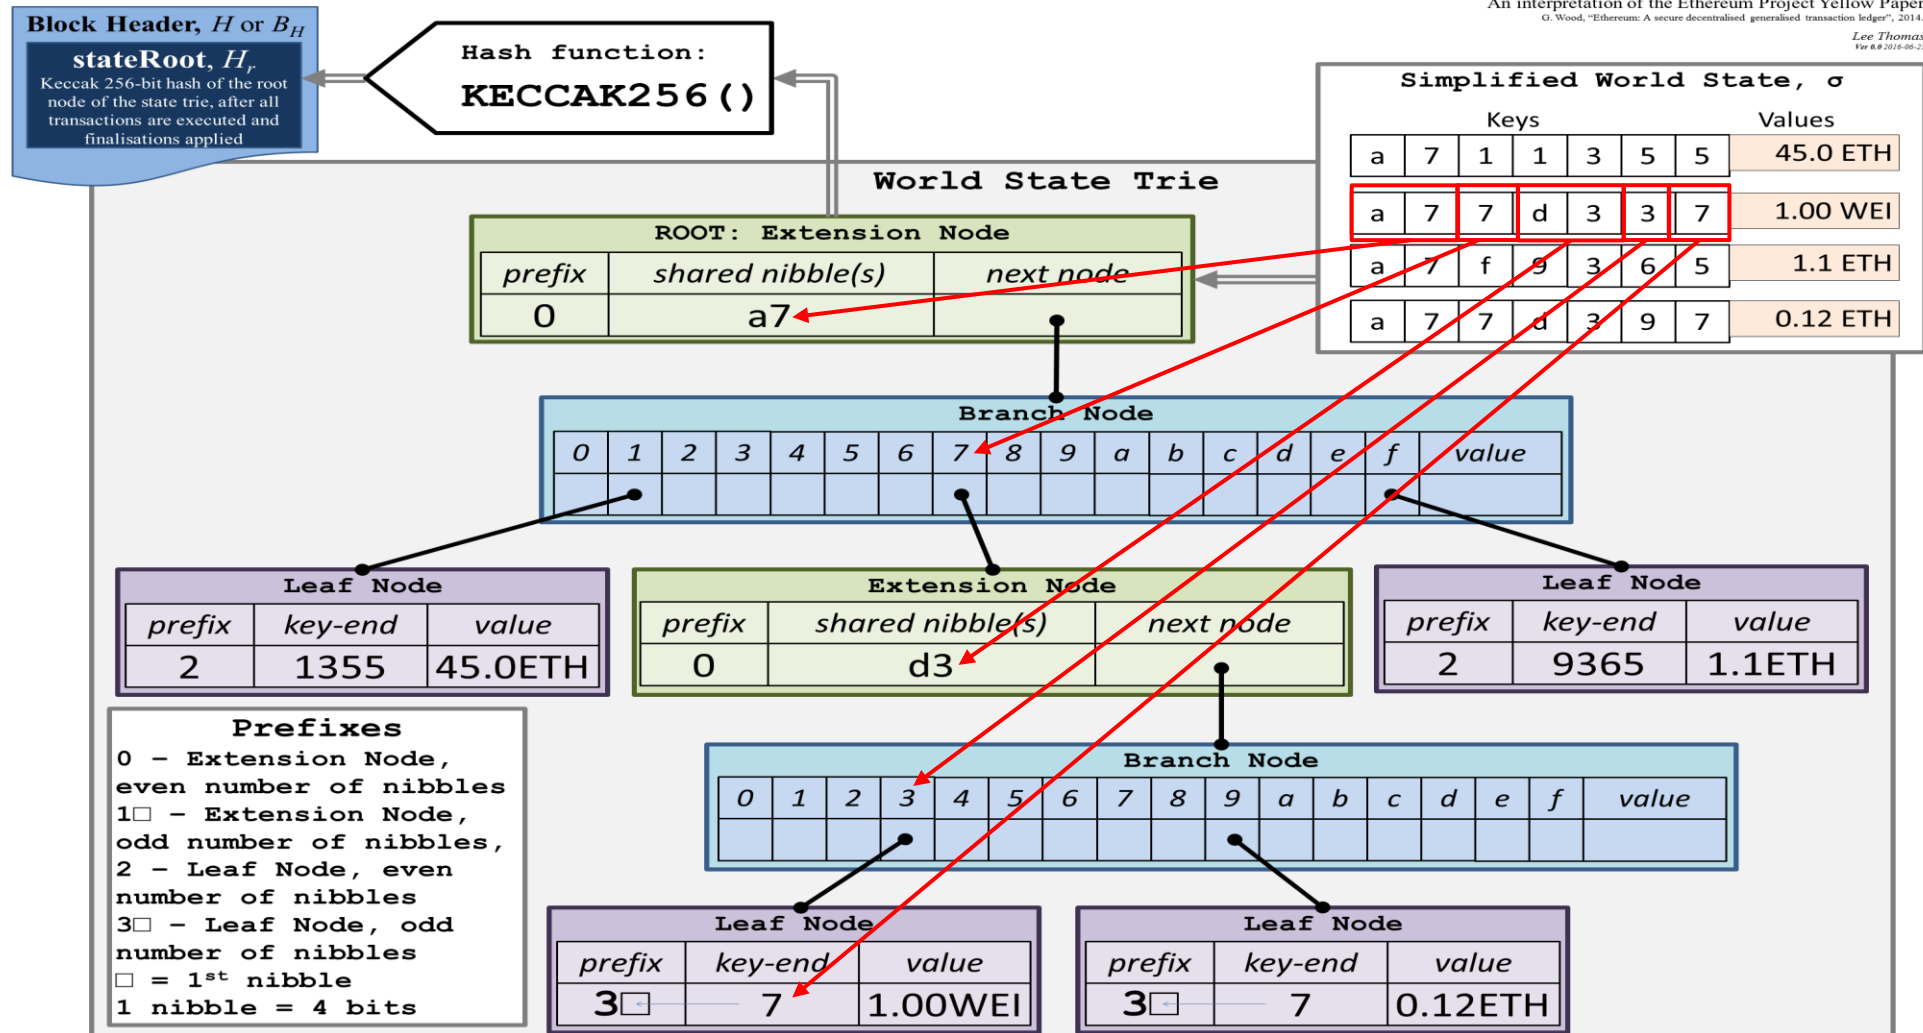 Block Header, H or B_H
stateRoot, H_r
Keccak 256-bit hash of the root
node of the state trie, after all
transactions are executed and
finalisations applied
Hash function:
KECCAK256()
An interpretation of the Ethereum Project Yellow Paper
G. Wood, “Ethereum: A secure decentralised generalised transaction ledger”, 2014.
Lee Thomas
Simplified World State, σ
Keys Values
a 7 1 1 3 5 5 45.0 ETH
a 7 7 d 3 3 7 1.00 WEI
a 7 f 9 3 6 5 1.1 ETH
a 7 7 d 3 9 7 0.12 ETH
World State Trie
ROOT: Extension Node
prefix shared nibble(s) next node
0 a7
Branch Node
0 1 2 3 4 5 6 7 8 9 a b c d e f value
Leaf Node
prefix key-end value
2 1355 45.0ETH
Extension Node
prefix shared nibble(s) next node
0 d3
Leaf Node
prefix key-end value
2 9365 1.1ETH
Prefixes
0 – Extension Node,
even number of nibbles
1□ – Extension Node,
odd number of nibbles,
2 – Leaf Node, even
number of nibbles
3□ – Leaf Node, odd
number of nibbles
□ = 1st nibble
1 nibble = 4 bits
Branch Node
0 1 2 3 4 5 6 7 8 9 a b c d e f value
Leaf Node
prefix key-end value
3□ 7 1.00WEI
Leaf Node
prefix key-end value
3□ 7 0.12ETH